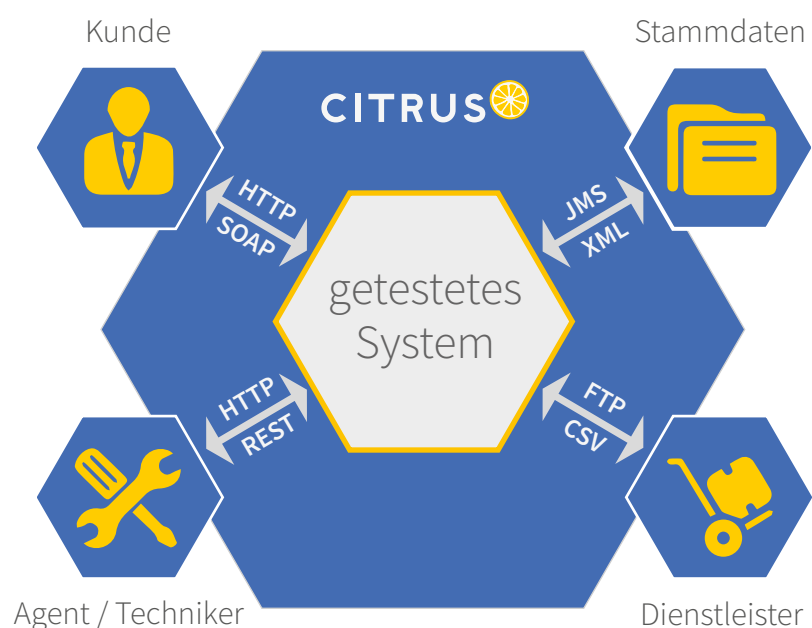 Kunde
Stammdaten
CITRUS
HTTP
SOAP
JMS
XML
getestetes
System
HTTP
REST
FTP
CSV
Agent / Techniker
Dienstleister